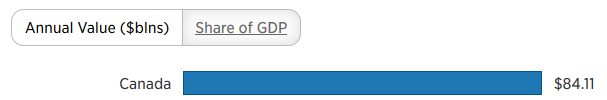 Annual Value ($blns) Share of GDP
Canada $84.11